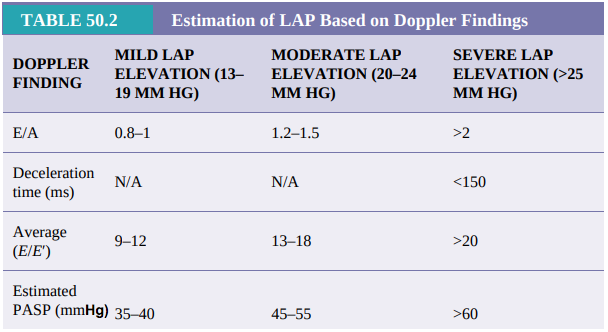 TABLE 50.2 Estimation of LAP Based on Doppler Findings
DOPPLER FINDING MILD LAP ELEVATION (13–19 MM HG) MODERATE LAP ELEVATION (20–24 MM HG) SEVERE LAP ELEVATION (>25 MM HG)
E/A 0.8–1 1.2–1.5 >2
Deceleration time (ms) N/A N/A <150
Average (E/E′) 9–12 13–18 >20
Estimated PASP (mmHg) 35–40 45–55 >60